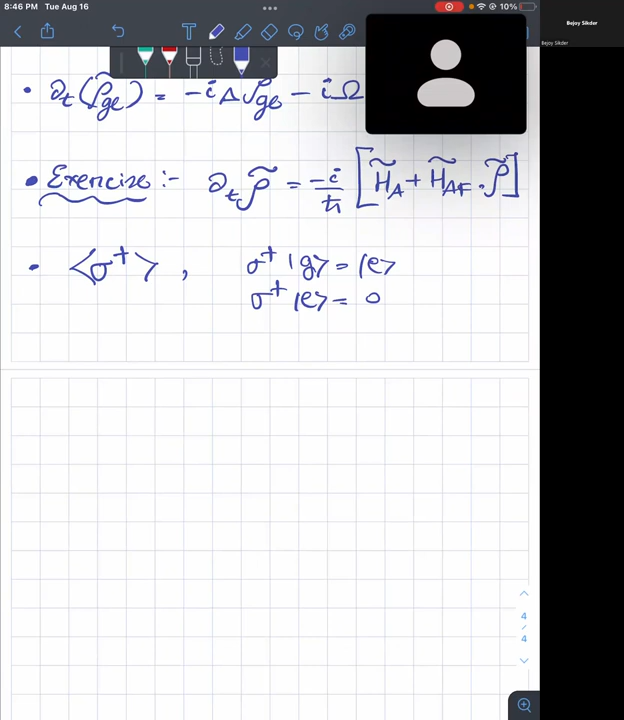 8:46 PM Tue Aug 16
10%
Bejoy Sikder
Bejoy Sikder
• ∂t(ρ̃ge) = -iΔρ̃ge - iΩ
• Exercise :- ∂t ρ̃ = -i/ħ [H̃A + H̃AF . ρ̃]
• <σ⁺> , σ⁺ |g> = |e>
σ⁺ |e> = 0
4
/
4